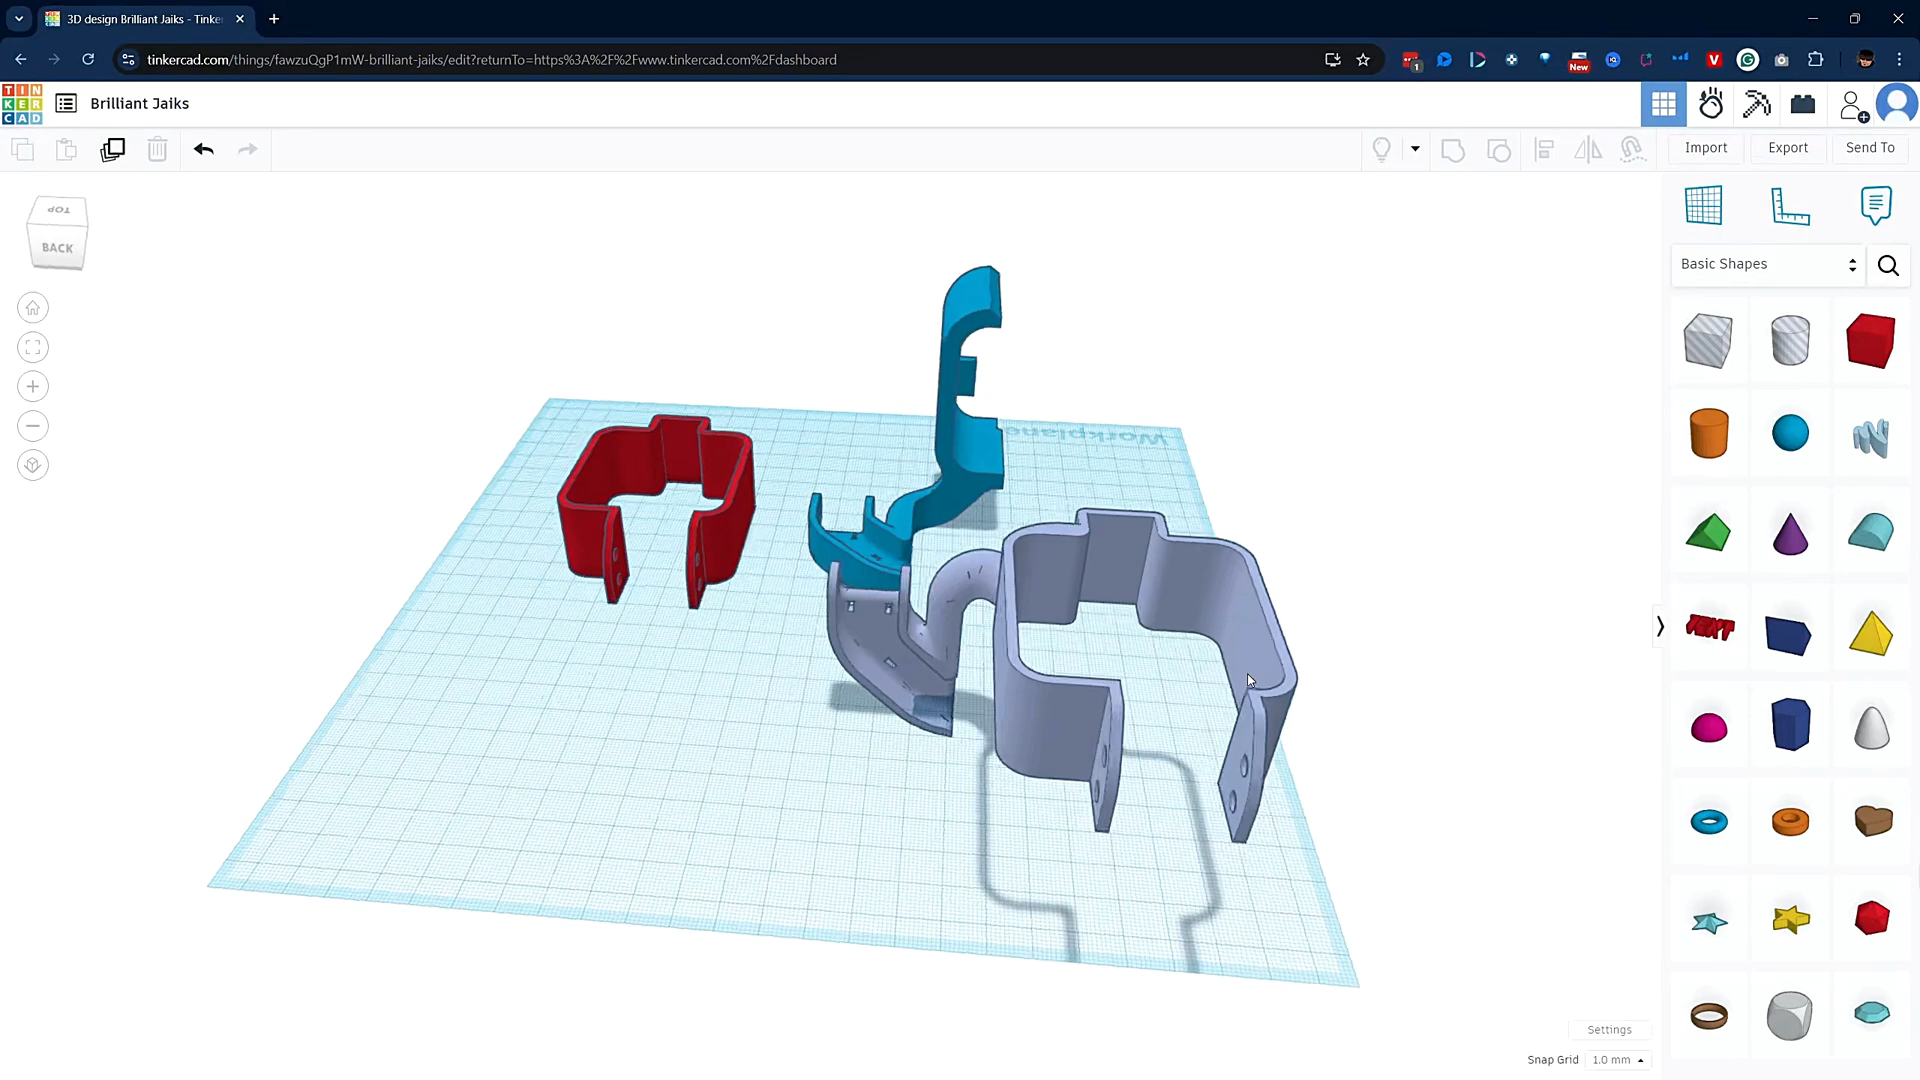 3D design Brilliant Jaiks - Tinke
tinkercad.com/things/fawzuQgP1mW-brilliant-jaiks/edit?returnTo=https%3A%2F%2Fwww.tinkercad.com%2Fdashboard
1
New
TIN
KER
CAD
Brilliant Jaiks
Import
Export
Send To
TOP
BACK
Basic Shapes
Workplane
TEXT
Settings
Snap Grid
1.0 mm